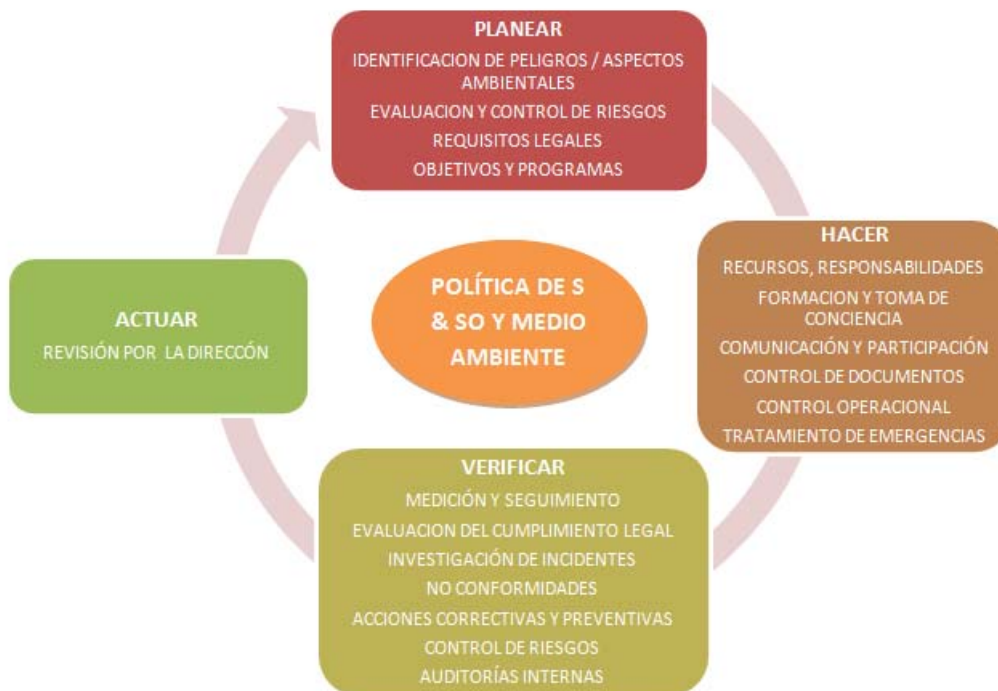 PLANEAR
IDENTIFICACION DE PELIGROS / ASPECTOS
AMBIENTALES
EVALUACION Y CONTROL DE RIESGOS
REQUISITOS LEGALES
OBJETIVOS Y PROGRAMAS
HACER
RECURSOS, RESPONSABILIDADES
FORMACION Y TOMA DE
CONCIENCIA
COMUNICACIÓN Y PARTICIPACIÓN
CONTROL DE DOCUMENTOS
CONTROL OPERACIONAL
TRATAMIENTO DE EMERGENCIAS
VERIFICAR
MEDICIÓN Y SEGUIMIENTO
EVALUACION DEL CUMPLIMIENTO LEGAL
INVESTIGACIÓN DE INCIDENTES
NO CONFORMIDADES
ACCIONES CORRECTIVAS Y PREVENTIVAS
CONTROL DE RIESGOS
AUDITORÍAS INTERNAS
ACTUAR
REVISIÓN POR LA DIRECCÓN
POLÍTICA DE S
& SO Y MEDIO
AMBIENTE